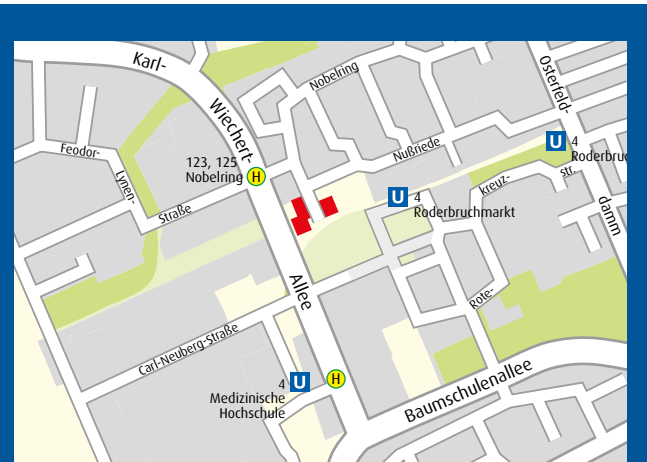 Karl-
Wiechert-
Allee
Nobelring
Osterfeld-
damm
Feodor-
Lynen-
Straße
123, 125
Nobelring
H
Nußriede
U
4
Roderbruc
U
4
Roderbruchmarkt
kreuz-
str.
Rote-
Carl-Neuberg-Straße
4
U
H
Medizinische
Hochschule
Baumschulenallee